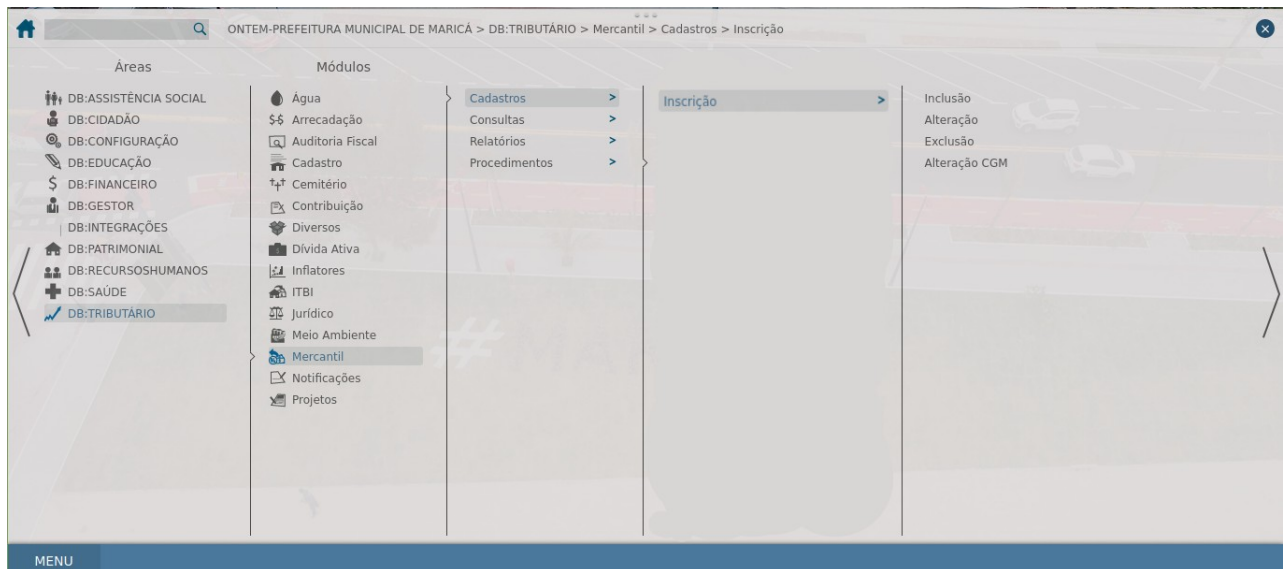 ONTEM-PREFEITURA MUNICIPAL DE MARICÁ > DB:TRIBUTÁRIO > Mercantil > Cadastros > Inscrição
Áreas
DB:ASSISTÊNCIA SOCIAL
DB:CIDADÃO
DB:CONFIGURAÇÃO
DB:EDUCAÇÃO
DB:FINANCEIRO
DB:GESTOR
DB:INTEGRAÇÕES
DB:PATRIMONIAL
DB:RECURSOSHUMANOS
DB:SAÚDE
DB:TRIBUTÁRIO
Módulos
Água
Arrecadação
Auditoria Fiscal
Cadastro
Cemitério
Contribuição
Diversos
Dívida Ativa
Inflatores
ITBI
Jurídico
Meio Ambiente
Mercantil
Notificações
Projetos
Cadastros >
Consultas >
Relatórios >
Procedimentos >
Inscrição >
Inclusão
Alteração
Exclusão
Alteração CGM
MENU